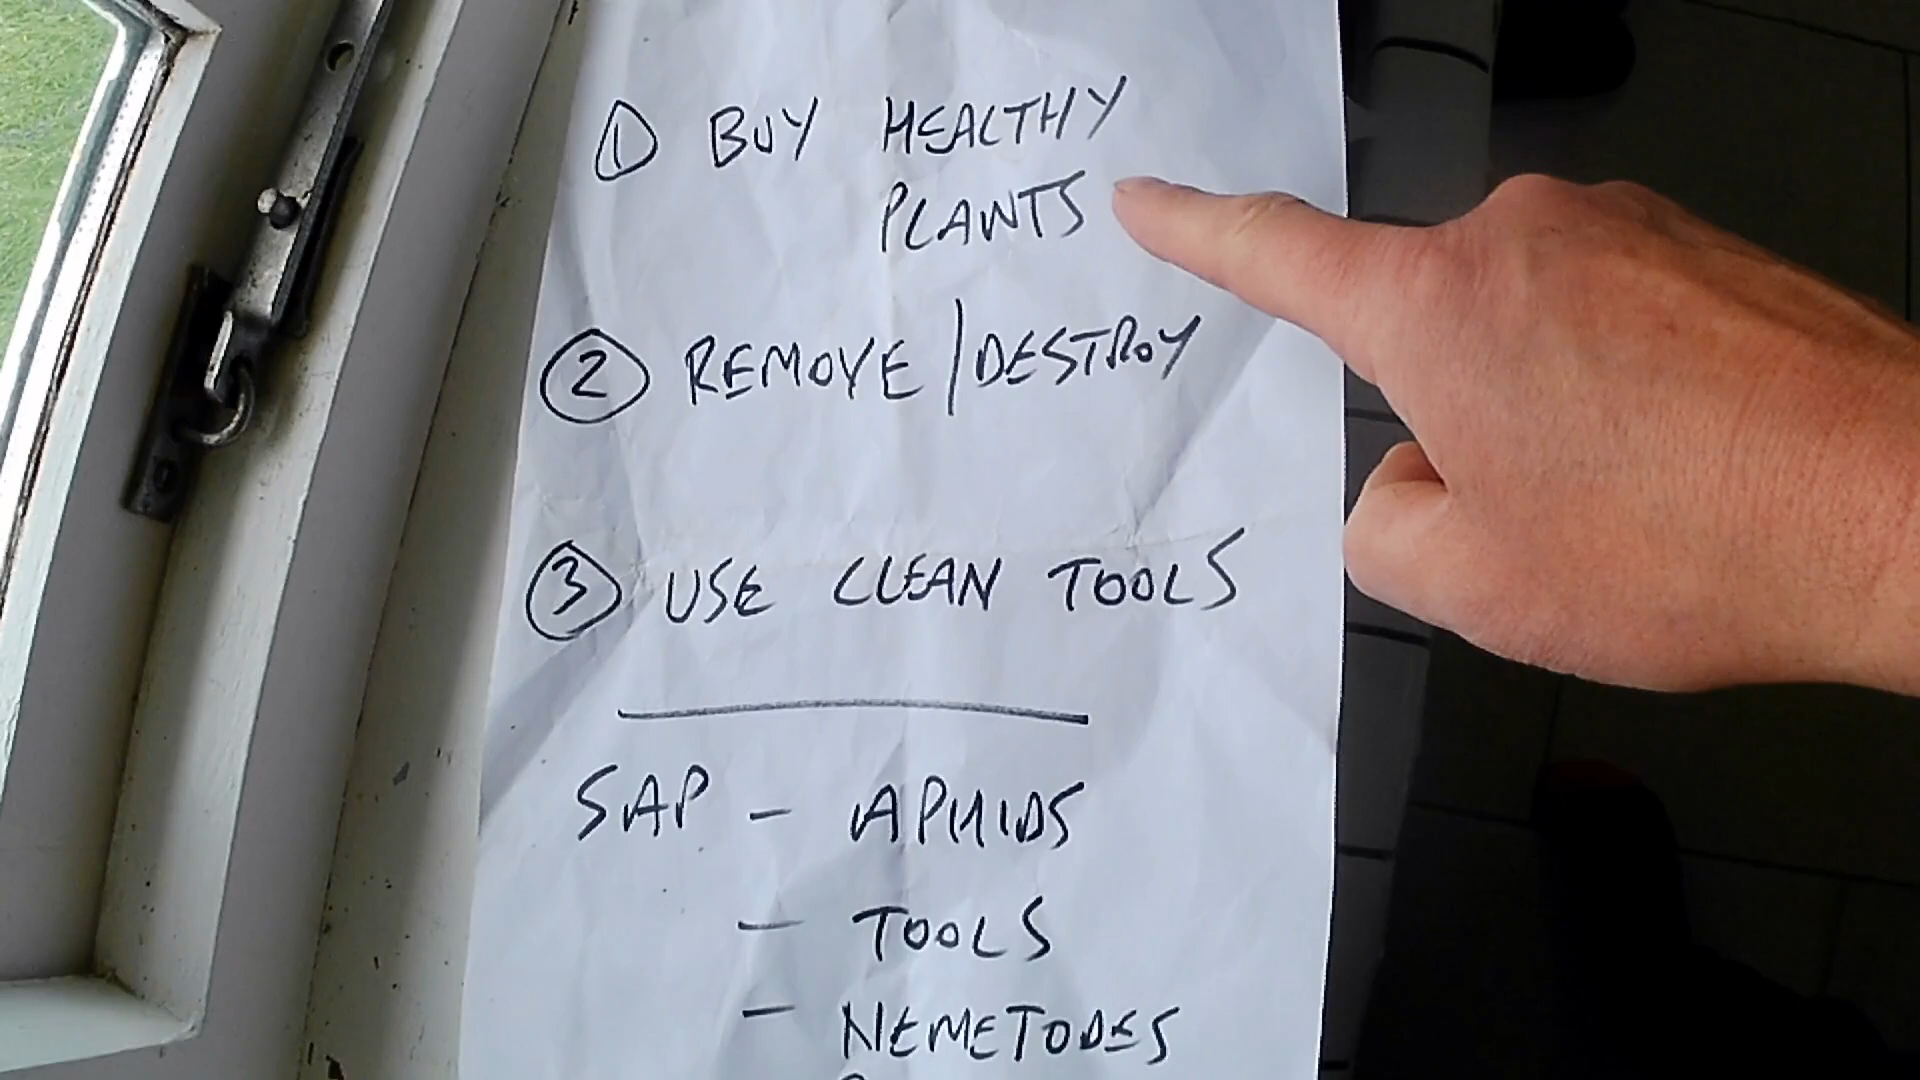 ① BUY HEALTHY
PLANTS
② REMOVE/DESTROY
③ USE CLEAN TOOLS
SAP - APHIDS
- TOOLS
- NEMETODES